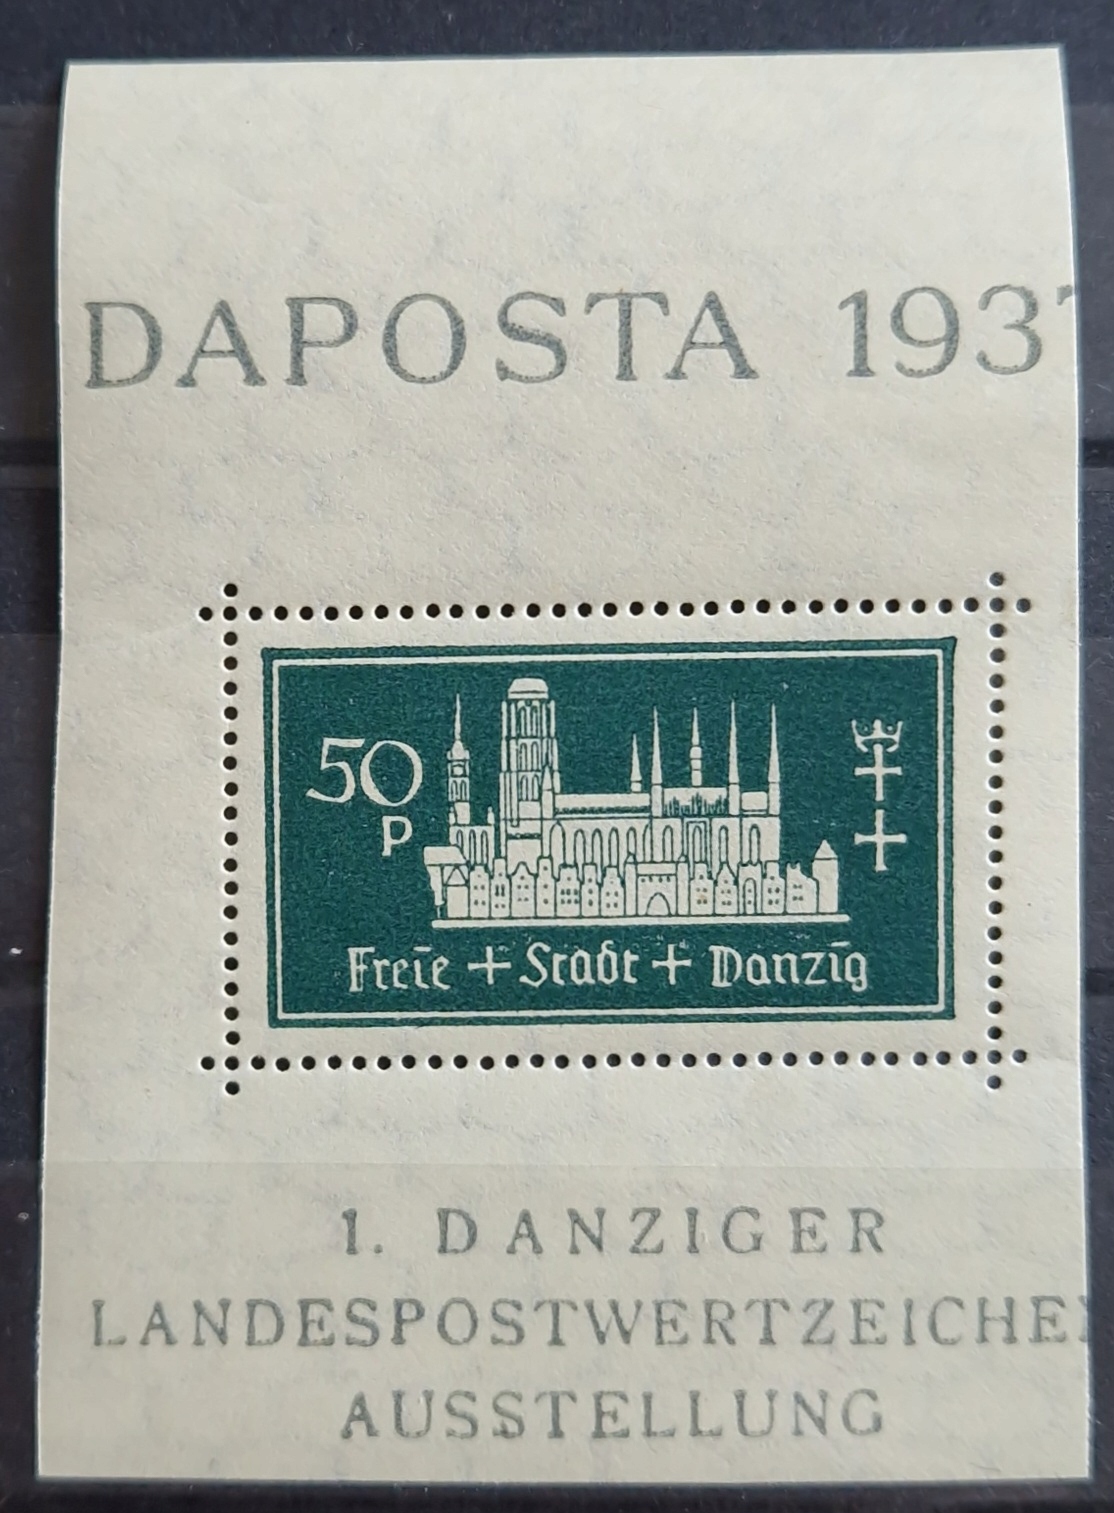 DAPOSTA 193
50
p
Freie + Stadt + Danzig
1. DANZIGER
LANDESPOSTWERTZEICHE
AUSSTELLUNG